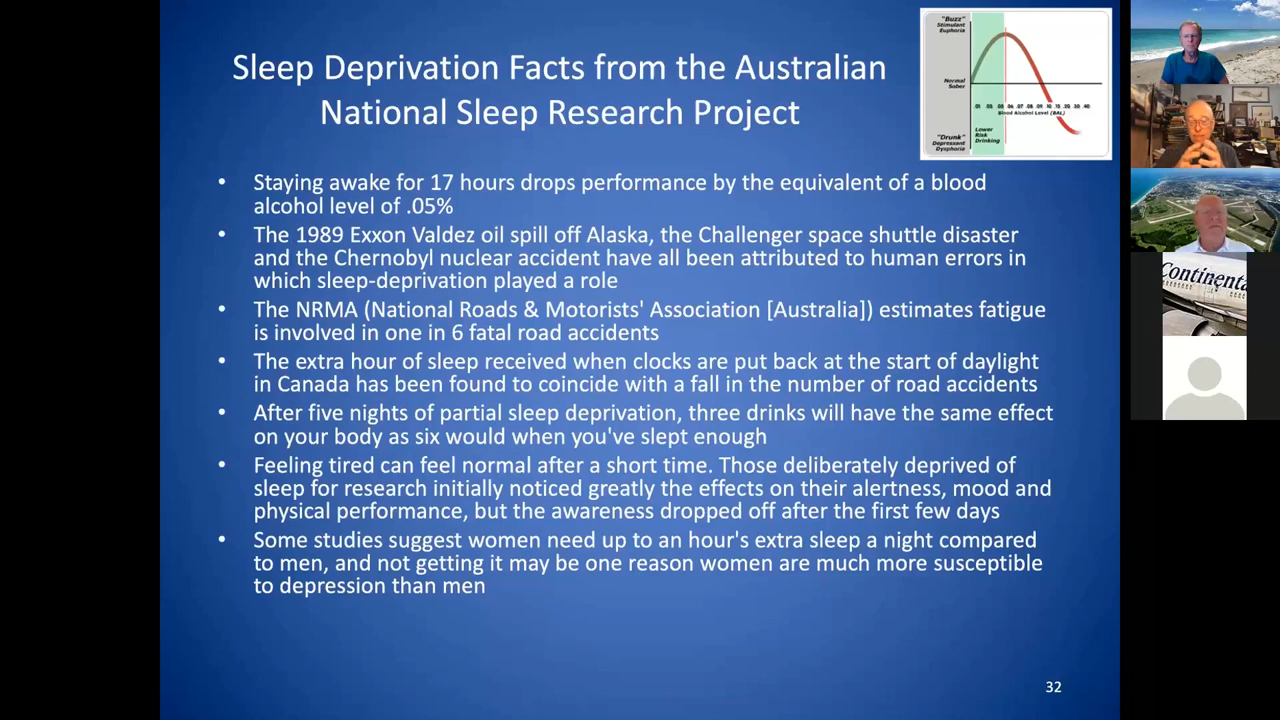 Sleep Deprivation Facts from the Australian
National Sleep Research Project
"Buzz"
Stimulant
Euphoria
Normal
Sober
"Drunk"
Depressant
Dysphoria
Blood Alcohol Level (BAL)
Lower
Risk
Drinking
• Staying awake for 17 hours drops performance by the equivalent of a blood
alcohol level of .05%
• The 1989 Exxon Valdez oil spill off Alaska, the Challenger space shuttle disaster
and the Chernobyl nuclear accident have all been attributed to human errors in
which sleep-deprivation played a role
• The NRMA (National Roads & Motorists' Association [Australia]) estimates fatigue
is involved in one in 6 fatal road accidents
• The extra hour of sleep received when clocks are put back at the start of daylight
in Canada has been found to coincide with a fall in the number of road accidents
• After five nights of partial sleep deprivation, three drinks will have the same effect
on your body as six would when you've slept enough
• Feeling tired can feel normal after a short time. Those deliberately deprived of
sleep for research initially noticed greatly the effects on their alertness, mood and
physical performance, but the awareness dropped off after the first few days
• Some studies suggest women need up to an hour's extra sleep a night compared
to men, and not getting it may be one reason women are much more susceptible
to depression than men
32